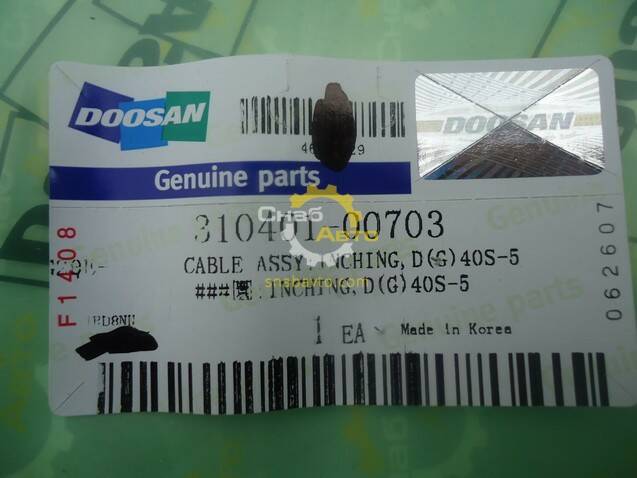 DOOSAN
DOOSAN
Genuine parts
310401-00703
Снаб
Авто
snabavto.com
CABLE ASSY.INCHING,D(G)40S-5
INCHING,D(G)40S-5
1 EA
Made in Korea
F1408
062607